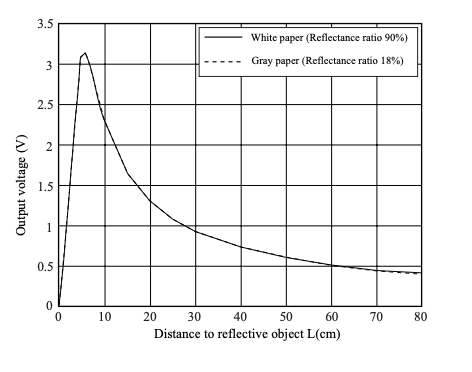 3.5
3
2.5
2
1.5
1
0.5
0
Output voltage (V)
White paper (Reflectance ratio 90%)
Gray paper (Reflectance ratio 18%)
0 10 20 30 40 50 60 70 80
Distance to reflective object L(cm)